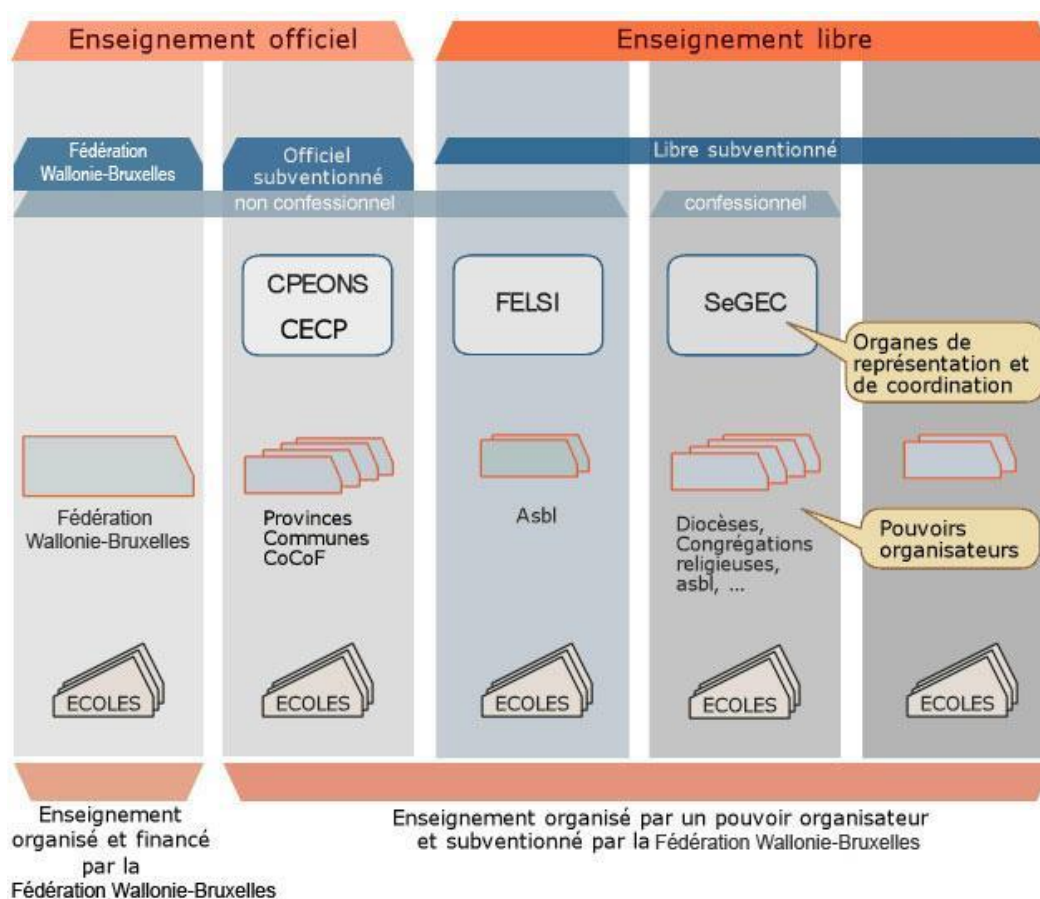 Enseignement officiel
Enseignement libre
Fédération
Wallonie-Bruxelles
Officiel
subventionné
Libre subventionné
non confessionnel
confessionnel
CPEONS
CECP
FELSI
SeGEC
Organes de
représentation et
de coordination
Fédération
Wallonie-Bruxelles
Provinces
Communes
CoCoF
Asbl
Diocèses,
Congrégations
religieuses,
asbl, ...
Pouvoirs
organisateurs
ECOLES
ECOLES
ECOLES
ECOLES
ECOLES
Enseignement
organisé et financé
par la
Fédération Wallonie-Bruxelles
Enseignement organisé par un pouvoir organisateur
et subventionné par la Fédération Wallonie-Bruxelles